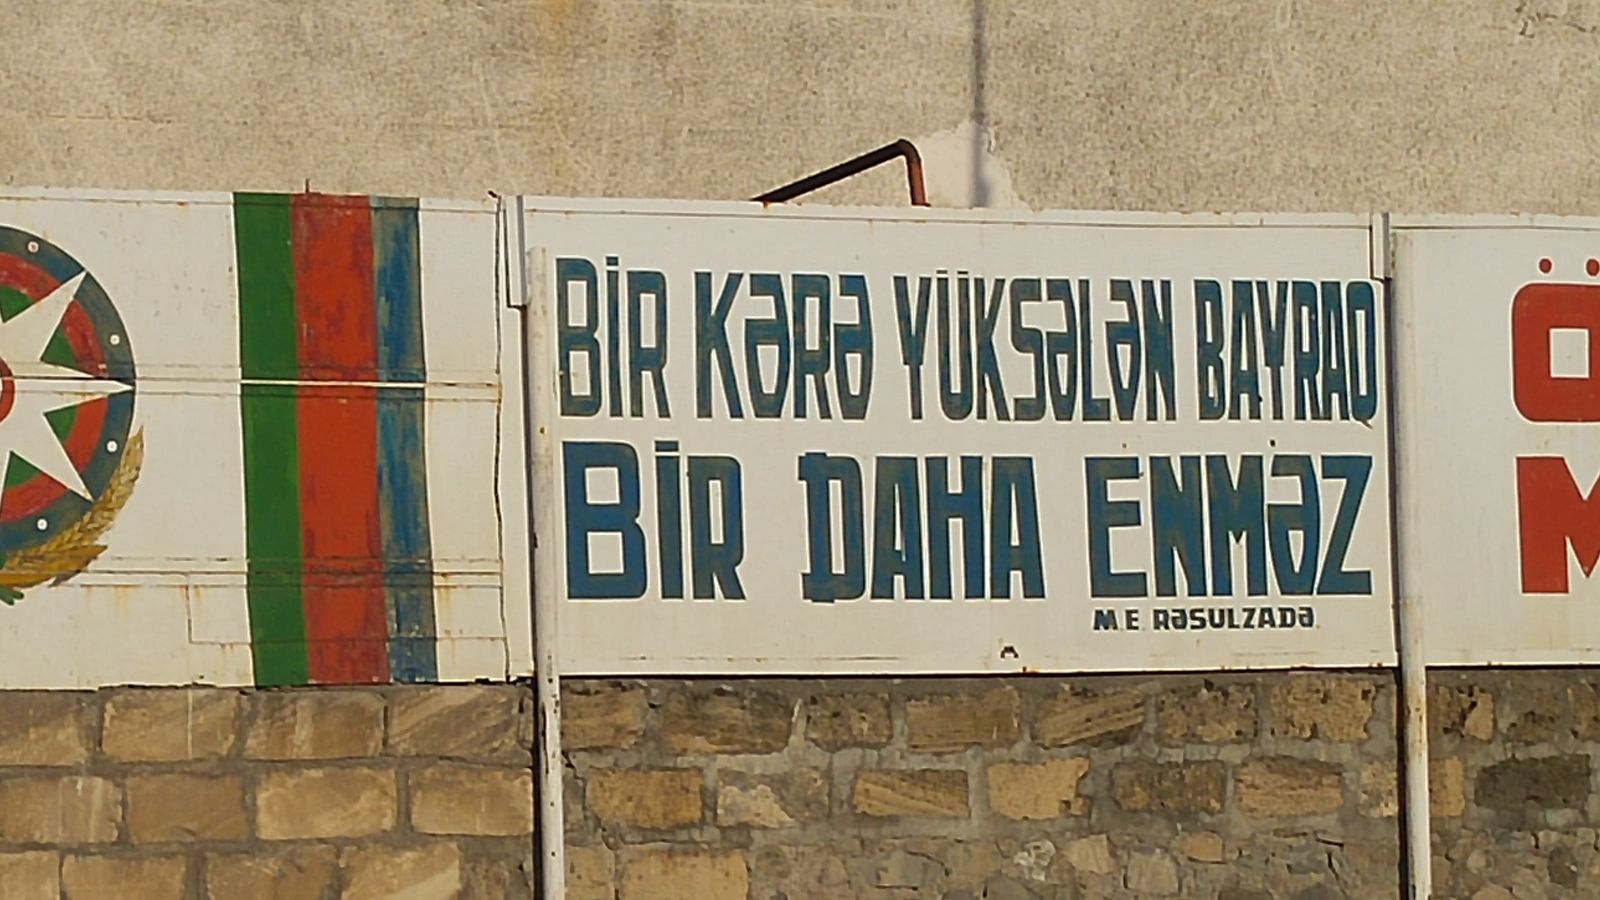 BİR KƏRƏ YÜKSƏLƏN BAYRAQ
BİR DAHA ENMƏZ
M.E. RƏSULZADƏ